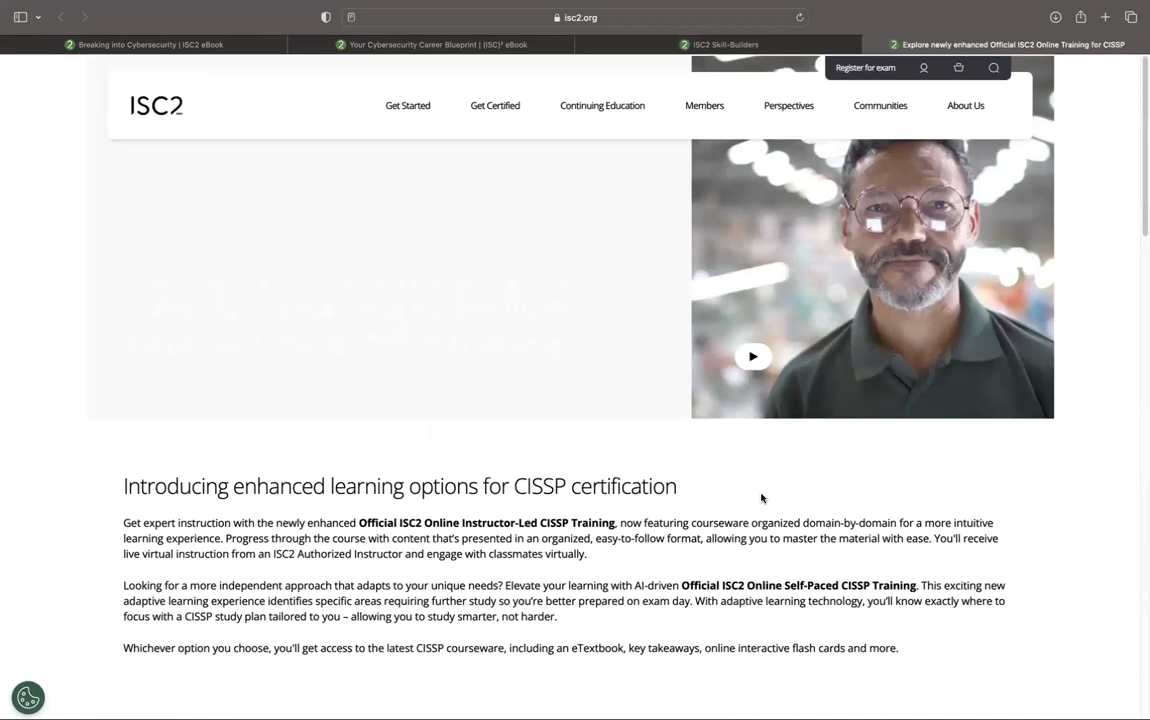 isc2.org
Breaking into Cybersecurity | ISC2 eBook
Your Cybersecurity Career Blueprint | (ISC)² eBook
ISC2 Skill-Builders
Explore newly enhanced Official ISC2 Online Training for CISSP
Register for exam
ISC2
Get Started
Get Certified
Continuing Education
Members
Perspectives
Communities
About Us
Introducing enhanced learning options for CISSP certification
Get expert instruction with the newly enhanced Official ISC2 Online Instructor-Led CISSP Training, now featuring courseware organized domain-by-domain for a more intuitive
learning experience. Progress through the course with content that's presented in an organized, easy-to-follow format, allowing you to master the material with ease. You'll receive
live virtual instruction from an ISC2 Authorized Instructor and engage with classmates virtually.
Looking for a more independent approach that adapts to your unique needs? Elevate your learning with AI-driven Official ISC2 Online Self-Paced CISSP Training. This exciting new
adaptive learning experience identifies specific areas requiring further study so you're better prepared on exam day. With adaptive learning technology, you'll know exactly where to
focus with a CISSP study plan tailored to you – allowing you to study smarter, not harder.
Whichever option you choose, you'll get access to the latest CISSP courseware, including an eTextbook, key takeaways, online interactive flash cards and more.